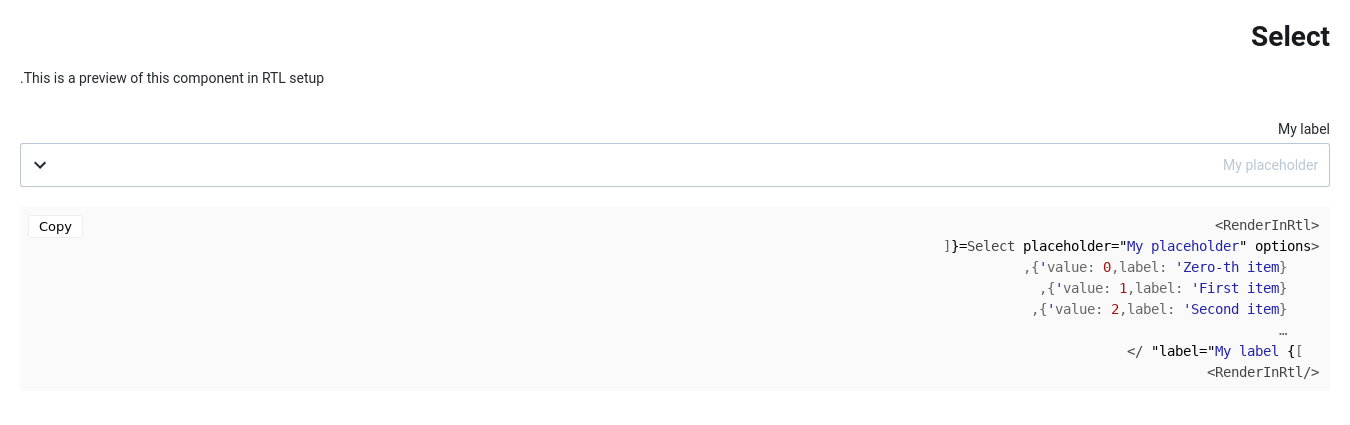 Select
.This is a preview of this component in RTL setup
My label
My placeholder
Copy
<RenderInRtl>
]}=Select placeholder="My placeholder" options>
,{'value: 0,label: 'Zero-th item}
,{'value: 1,label: 'First item}
,{'value: 2,label: 'Second item}
…
</ "label="My label {[
<RenderInRtl/>